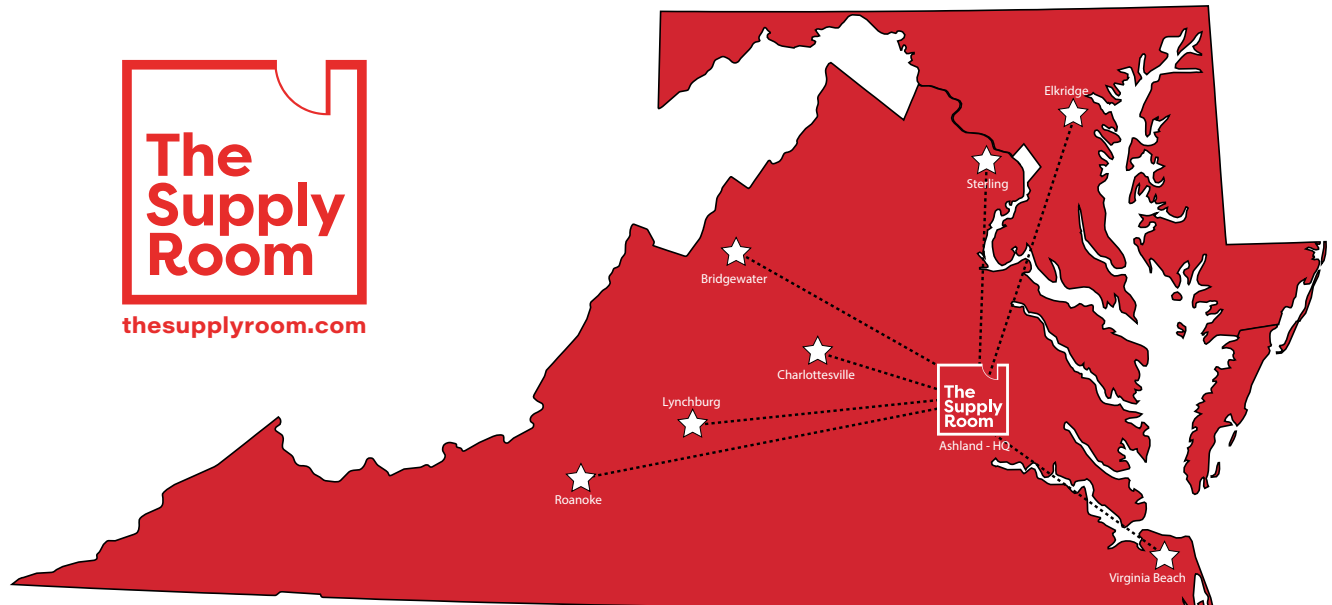 The
Supply
Room
thesupplyroom.com
Elkridge
Sterling
Bridgewater
Charlottesville
Lynchburg
The
Supply
Room
Ashland - HQ
Roanoke
Virginia Beach